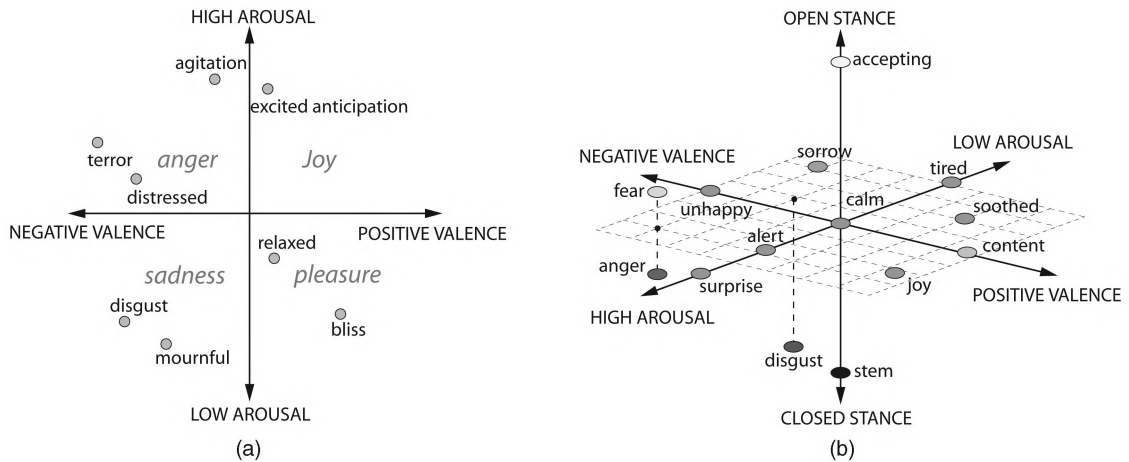 HIGH AROUSAL
agitation
excited anticipation
terror
anger
Joy
distressed
NEGATIVE VALENCE
POSITIVE VALENCE
relaxed
sadness
pleasure
disgust
bliss
mournful
LOW AROUSAL
(a)
OPEN STANCE
accepting
LOW AROUSAL
sorrow
NEGATIVE VALENCE
tired
fear
unhappy
calm
soothed
alert
content
anger
surprise
joy
POSITIVE VALENCE
HIGH AROUSAL
disgust
stem
CLOSED STANCE
(b)